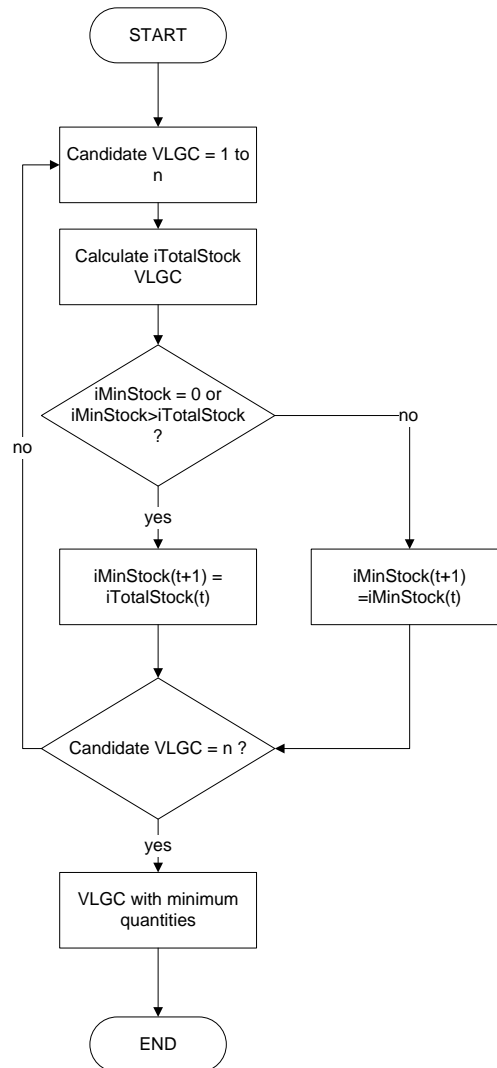 START
Candidate VLGC = 1 to
n
Calculate iTotalStock
VLGC
iMinStock = 0 or
iMinStock>iTotalStock
?
no
no
yes
iMinStock(t+1) =
iTotalStock(t)
iMinStock(t+1)
=iMinStock(t)
Candidate VLGC = n ?
yes
VLGC with minimum
quantities
END